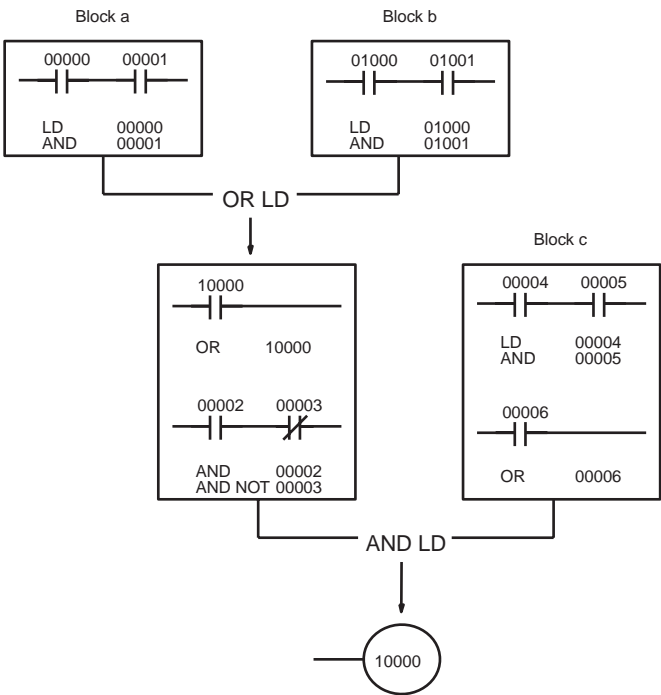 Block a
Block b
00000 00001
LD 00000
AND 00001
01000 01001
LD 01000
AND 01001
OR LD
Block c
10000
OR 10000
00002 00003
AND 00002
AND NOT 00003
00004 00005
LD 00004
AND 00005
00006
OR 00006
AND LD
10000